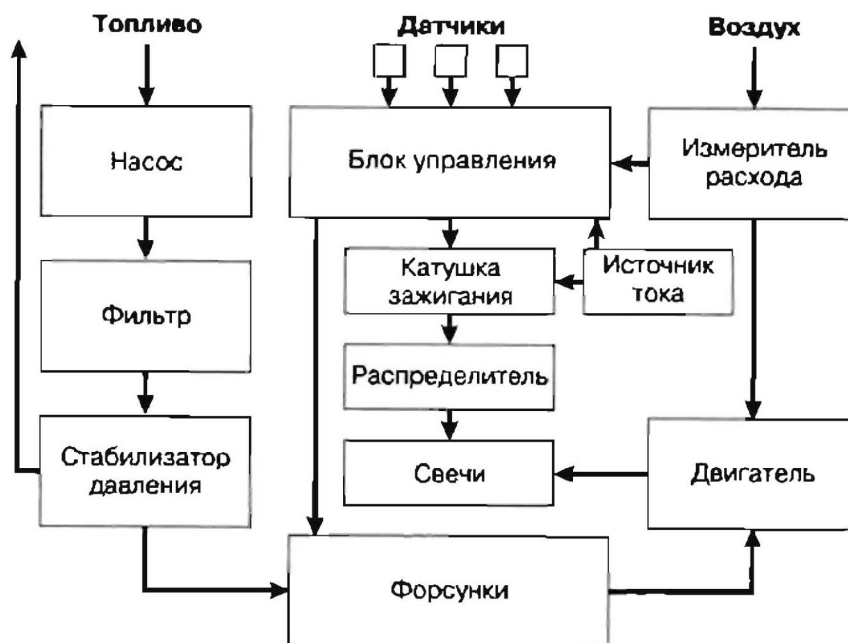 Топливо
Датчики
Воздух
Насос
Блок управления
Измеритель
расхода
Катушка
зажигания
Источник
тока
Фильтр
Распределитель
Стабилизатор
давления
Свечи
Двигатель
Форсунки